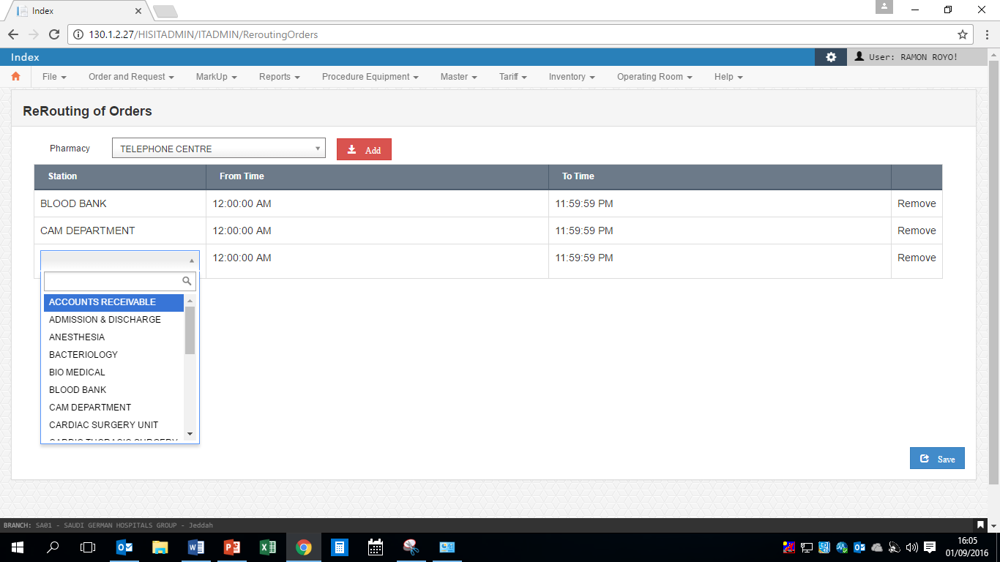 Index
130.1.2.27/HISITADMIN/ITADMIN/ReroutingOrders
Index
User: RAMON ROYO!
File Order and Request MarkUp Reports Procedure Equipment Master Tariff Inventory Operating Room Help
ReRouting of Orders
Pharmacy TELEPHONE CENTRE Add
Station From Time To Time
BLOOD BANK 12:00:00 AM 11:59:59 PM Remove
CAM DEPARTMENT 12:00:00 AM 11:59:59 PM Remove
12:00:00 AM 11:59:59 PM Remove
ACCOUNTS RECEIVABLE
ADMISSION & DISCHARGE
ANESTHESIA
BACTERIOLOGY
BIO MEDICAL
BLOOD BANK
CAM DEPARTMENT
CARDIAC SURGERY UNIT
Save
BRANCH: SA01 - SAUDI GERMAN HOSPITALS GROUP - Jeddah
16:05
01/09/2016